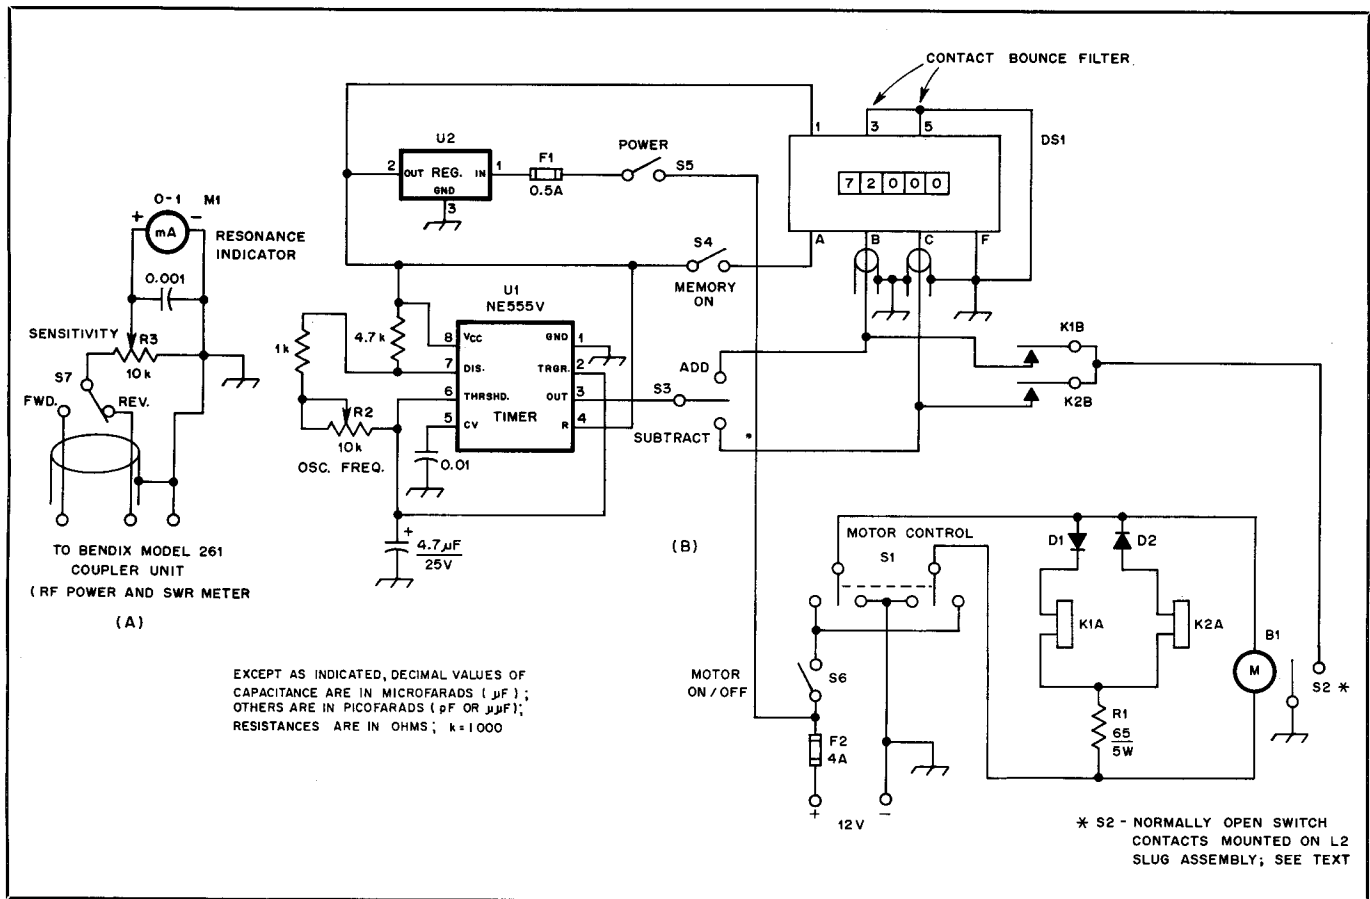 CONTACT BOUNCE FILTER
1
3
5
DS1
U2
2
OUT
REG.
IN
1
GND
3
F1
0.5A
POWER
S5
72000
A
B
C
F
0-1
M1
+
-
mA
RESONANCE
INDICATOR
0.001
SENSITIVITY
R3
10k
S7
FWD.
REV.
TO BENDIX MODEL 261
COUPLER UNIT
(RF POWER AND SWR METER
(A)
S4
MEMORY
ON
U1
NE555V
1k
4.7k
8
VCC
GND
1
7
DIS.
TRGR.
2
6
THRSHD.
OUT
3
TIMER
5
CV
R
4
R2
10k
OSC. FREQ.
0.01
+
4.7µF
25V
ADD
S3
SUBTRACT
K1B
K2B
(B)
MOTOR CONTROL
S1
D1
D2
K1A
K2A
B1
M
S2 *
R1
65
5W
MOTOR
ON/OFF
S6
F2
4A
+
12V
-
EXCEPT AS INDICATED, DECIMAL VALUES OF
CAPACITANCE ARE IN MICROFARADS (µF);
OTHERS ARE IN PICOFARADS (pF OR µµF);
RESISTANCES ARE IN OHMS; k=1000
* S2 - NORMALLY OPEN SWITCH
CONTACTS MOUNTED ON L2
SLUG ASSEMBLY; SEE TEXT